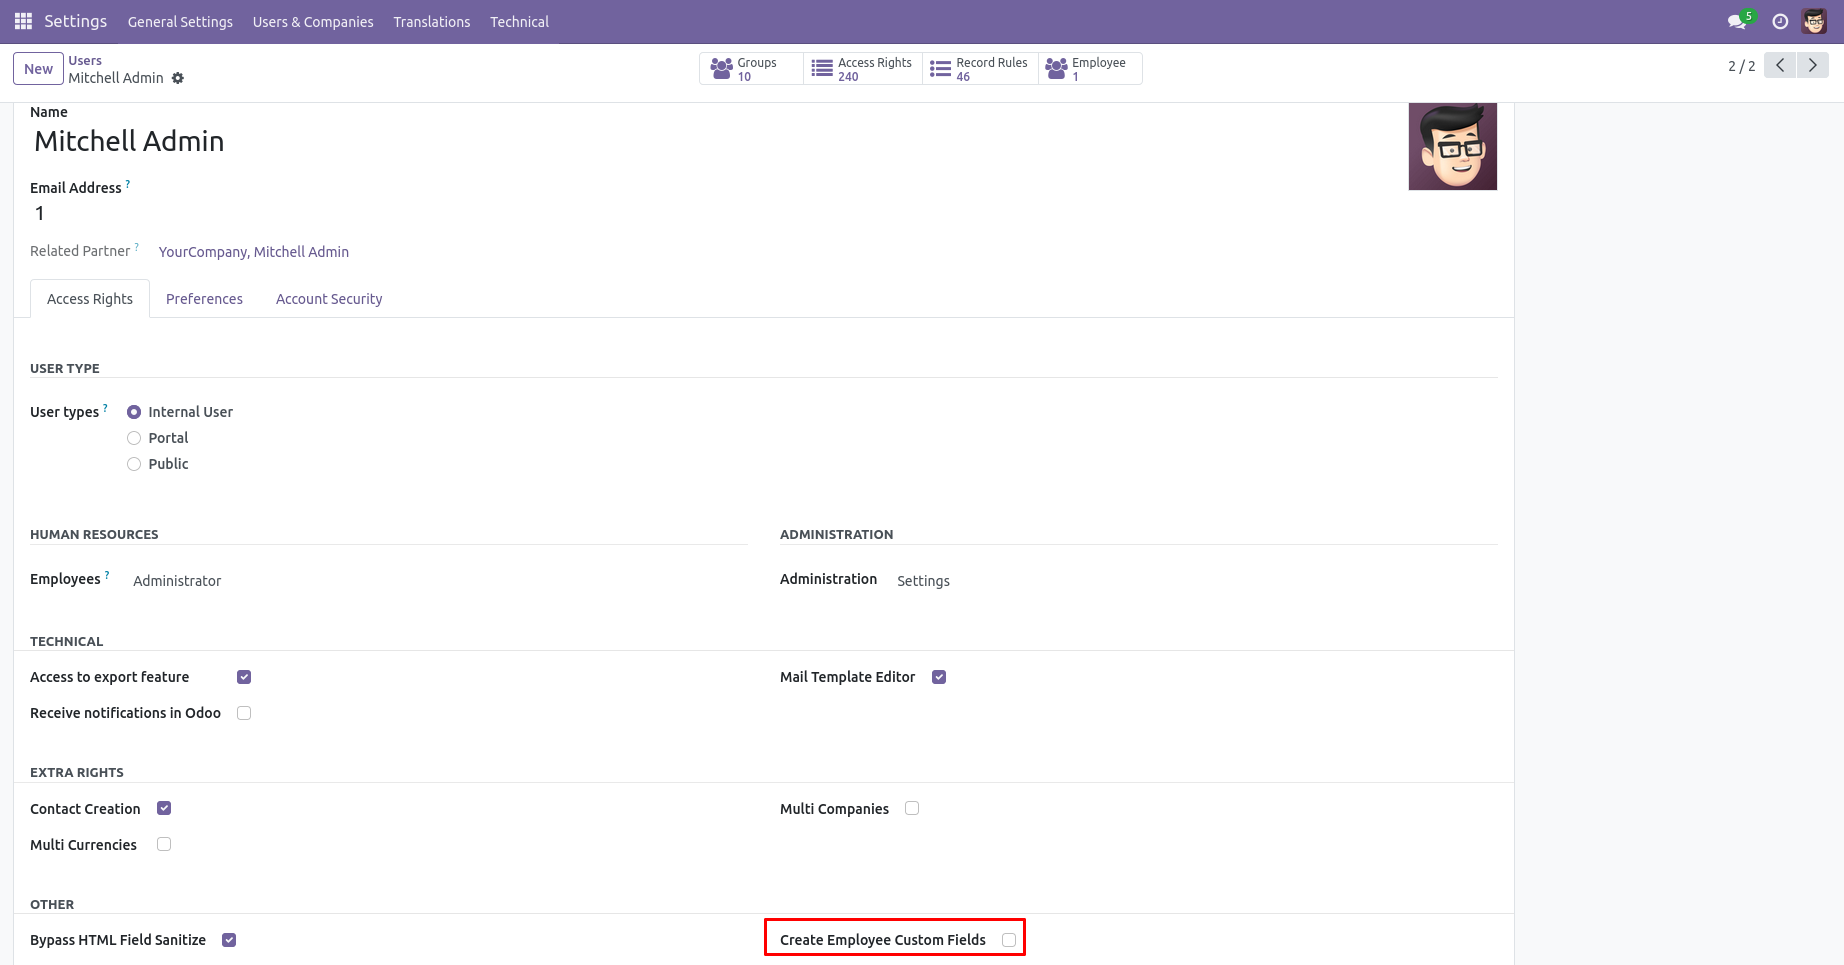 Settings General Settings Users & Companies Translations Technical 5
New Users Groups Access Rights Record Rules Employee
Mitchell Admin 10 240 46 1 2 / 2
Name
Mitchell Admin
Email Address ?
1
Related Partner ? YourCompany, Mitchell Admin
Access Rights Preferences Account Security
USER TYPE
User types ? Internal User
Portal
Public
HUMAN RESOURCES ADMINISTRATION
Employees ? Administrator Administration Settings
TECHNICAL
Access to export feature Mail Template Editor
Receive notifications in Odoo
EXTRA RIGHTS
Contact Creation Multi Companies
Multi Currencies
OTHER
Bypass HTML Field Sanitize Create Employee Custom Fields